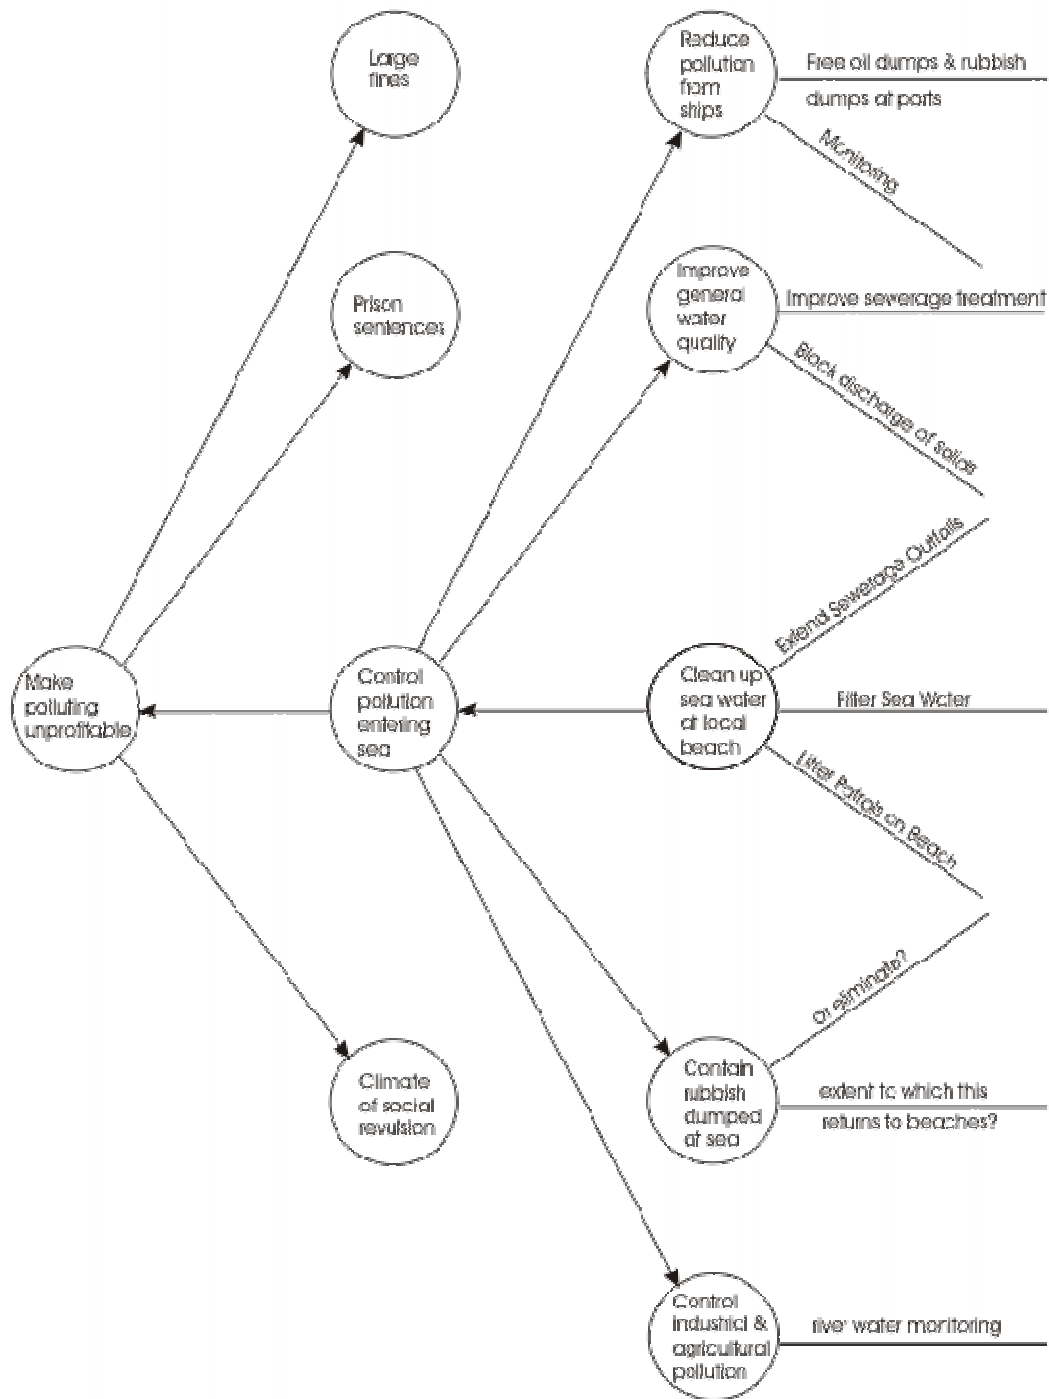 Large
fines
Reduce
pollution
from
ships
Free oil dumps & rubbish
dumps at ports
Monitoring
Prison
sentences
Improve
general
water
quality
Improve sewerage treatment
Block discharge of solids
Extend Sewerage Outfalls
Make
polluting
unprofitable
Control
pollution
entering
sea
Clean up
sea water
at local
beach
Filter Sea Water
Litter Patrols on Beach
or eliminate?
Climate
of social
revulsion
Contain
rubbish
dumped
at sea
extent to which this
returns to beaches?
Control
industrial &
agricultural
pollution
river water monitoring